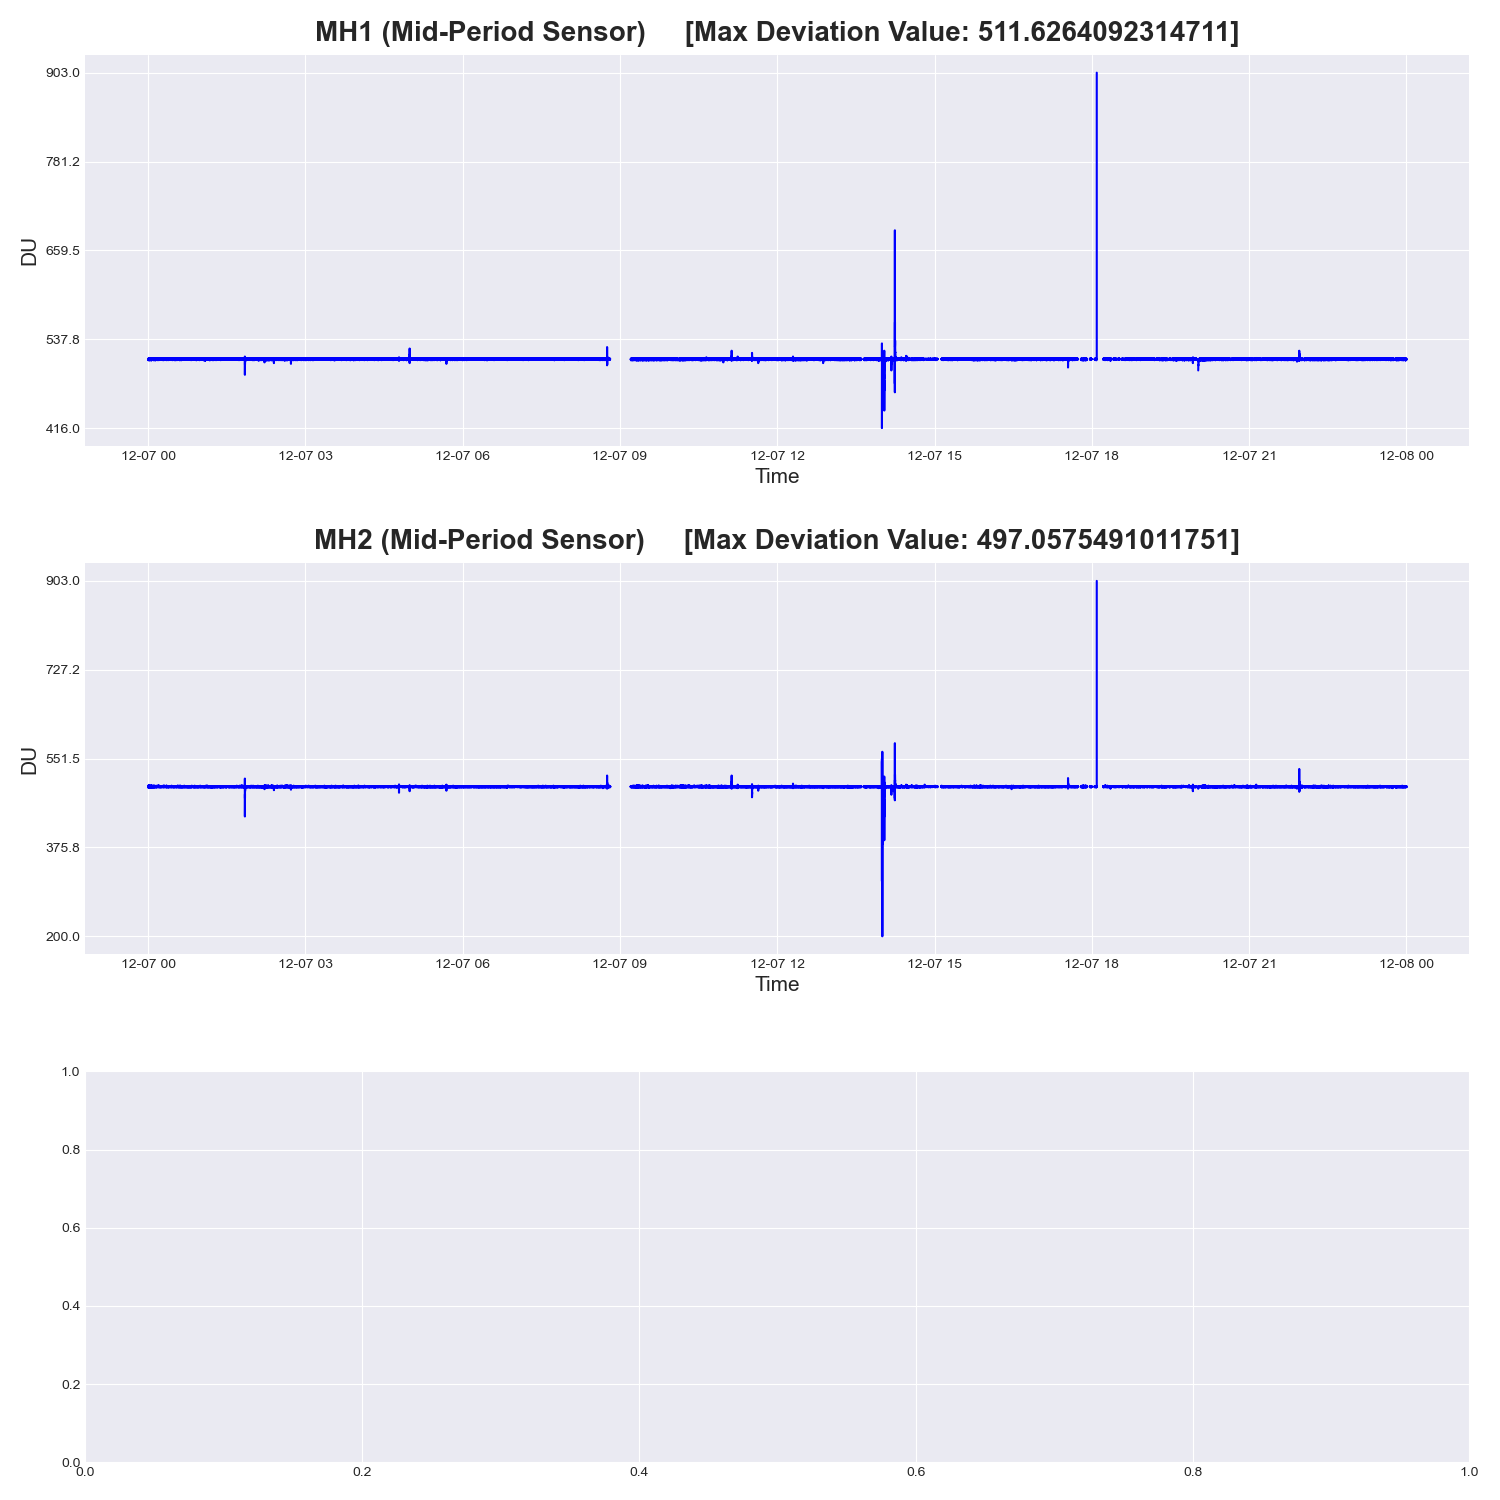 MH1 (Mid-Period Sensor) [Max Deviation Value: 511.6264092314711]
903.0
781.2
659.5
537.8
416.0
DU
12-07 00 12-07 03 12-07 06 12-07 09 12-07 12 12-07 15 12-07 18 12-07 21 12-08 00
Time
MH2 (Mid-Period Sensor) [Max Deviation Value: 497.0575491011751]
903.0
727.2
551.5
375.8
200.0
DU
12-07 00 12-07 03 12-07 06 12-07 09 12-07 12 12-07 15 12-07 18 12-07 21 12-08 00
Time
1.0
0.8
0.6
0.4
0.2
0.0
0.0 0.2 0.4 0.6 0.8 1.0